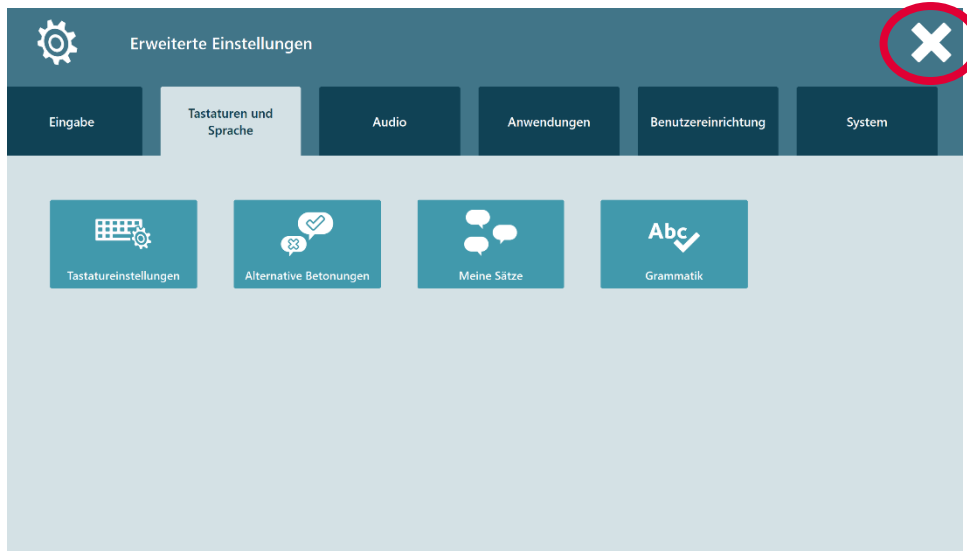 Erweiterte Einstellungen
Eingabe
Tastaturen und
Sprache
Audio
Anwendungen
Benutzereinrichtung
System
Tastatureinstellungen
Alternative Betonungen
Meine Sätze
Abc
Grammatik